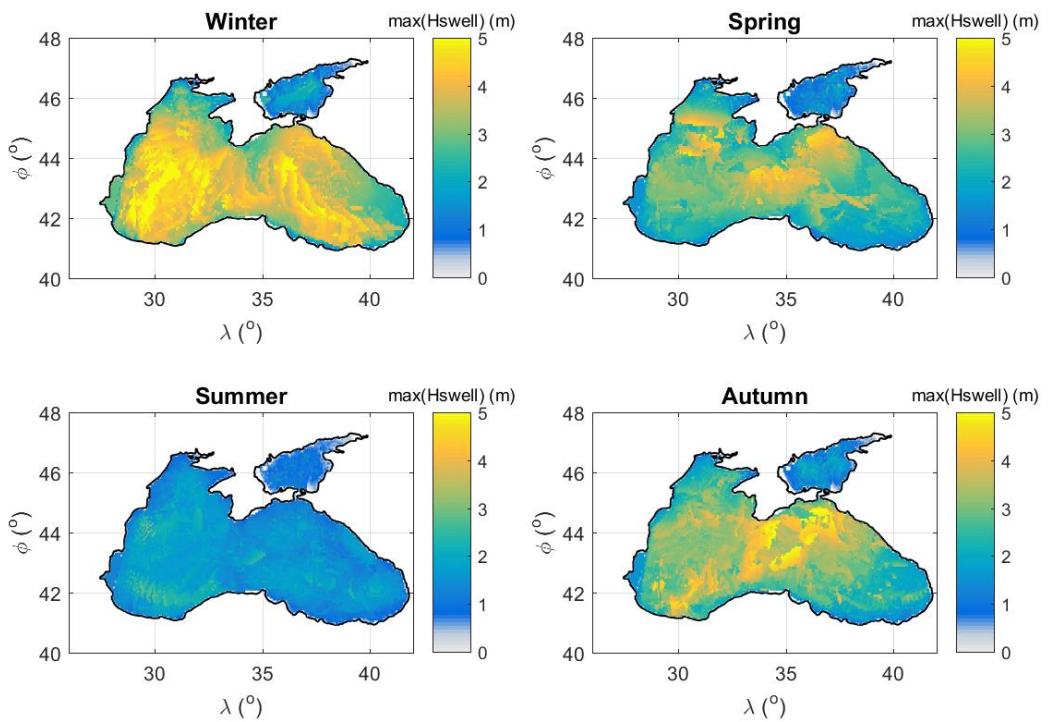 Winter max(Hswell) (m)
48
46
44
42
40
30 35 40
5
4
3
2
1
0
ϕ (°)
λ (°)
Spring max(Hswell) (m)
48
46
44
42
40
30 35 40
5
4
3
2
1
0
ϕ (°)
λ (°)
Summer max(Hswell) (m)
48
46
44
42
40
30 35 40
5
4
3
2
1
0
ϕ (°)
λ (°)
Autumn max(Hswell) (m)
48
46
44
42
40
30 35 40
5
4
3
2
1
0
ϕ (°)
λ (°)